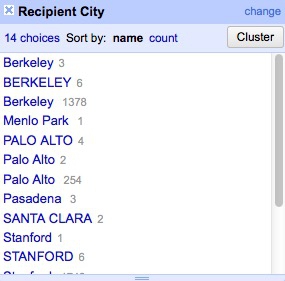 Recipient City change
14 choices Sort by: name count Cluster
Berkeley 3
BERKELEY 6
Berkeley 1378
Menlo Park 1
PALO ALTO 4
Palo Alto 2
Palo Alto 254
Pasadena 3
SANTA CLARA 2
Stanford 1
STANFORD 6